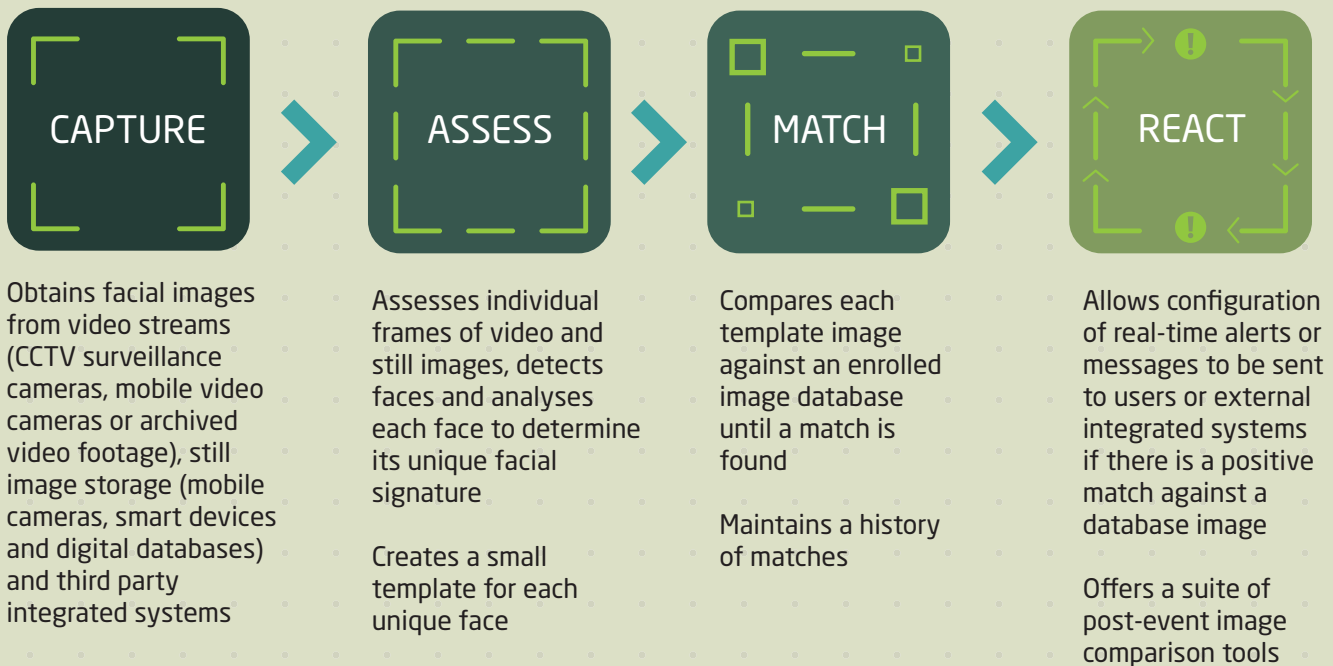 CAPTURE
Obtains facial images
from video streams
(CCTV surveillance
cameras, mobile video
cameras or archived
video footage), still
image storage (mobile
cameras, smart devices
and digital databases)
and third party
integrated systems
ASSESS
Assesses individual
frames of video and
still images, detects
faces and analyses
each face to determine
its unique facial
signature
Creates a small
template for each
unique face
MATCH
Compares each
template image
against an enrolled
image database
until a match is
found
Maintains a history
of matches
REACT
Allows configuration
of real-time alerts or
messages to be sent
to users or external
integrated systems
if there is a positive
match against a
database image
Offers a suite of
post-event image
comparison tools